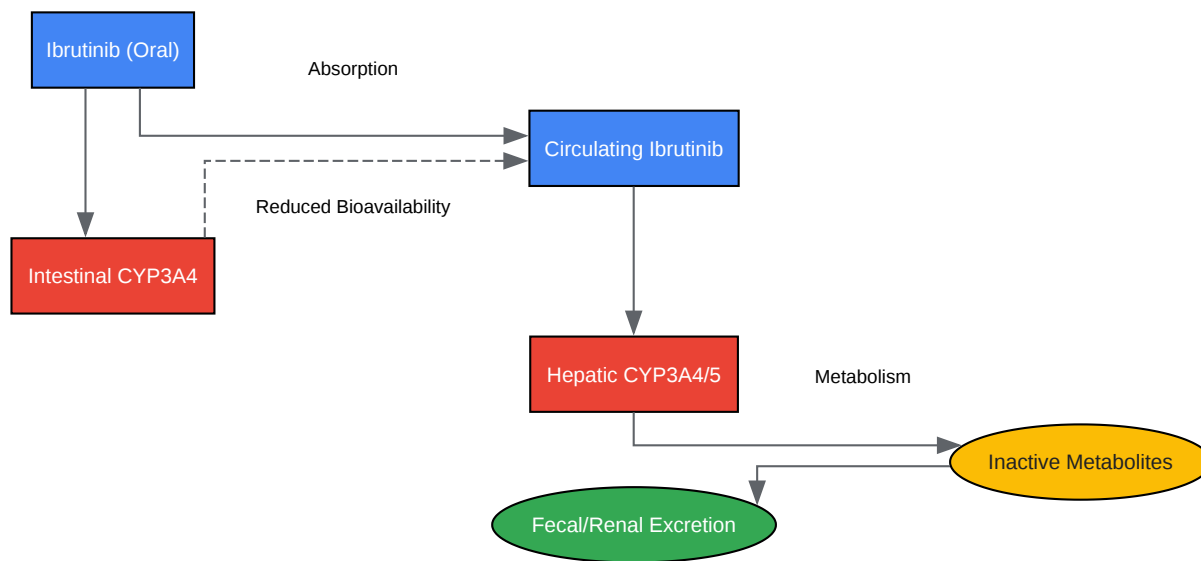 Ibrutinib (Oral)
Absorption
Circulating Ibrutinib
Reduced Bioavailability
Intestinal CYP3A4
Hepatic CYP3A4/5
Metabolism
Inactive Metabolites
Fecal/Renal Excretion